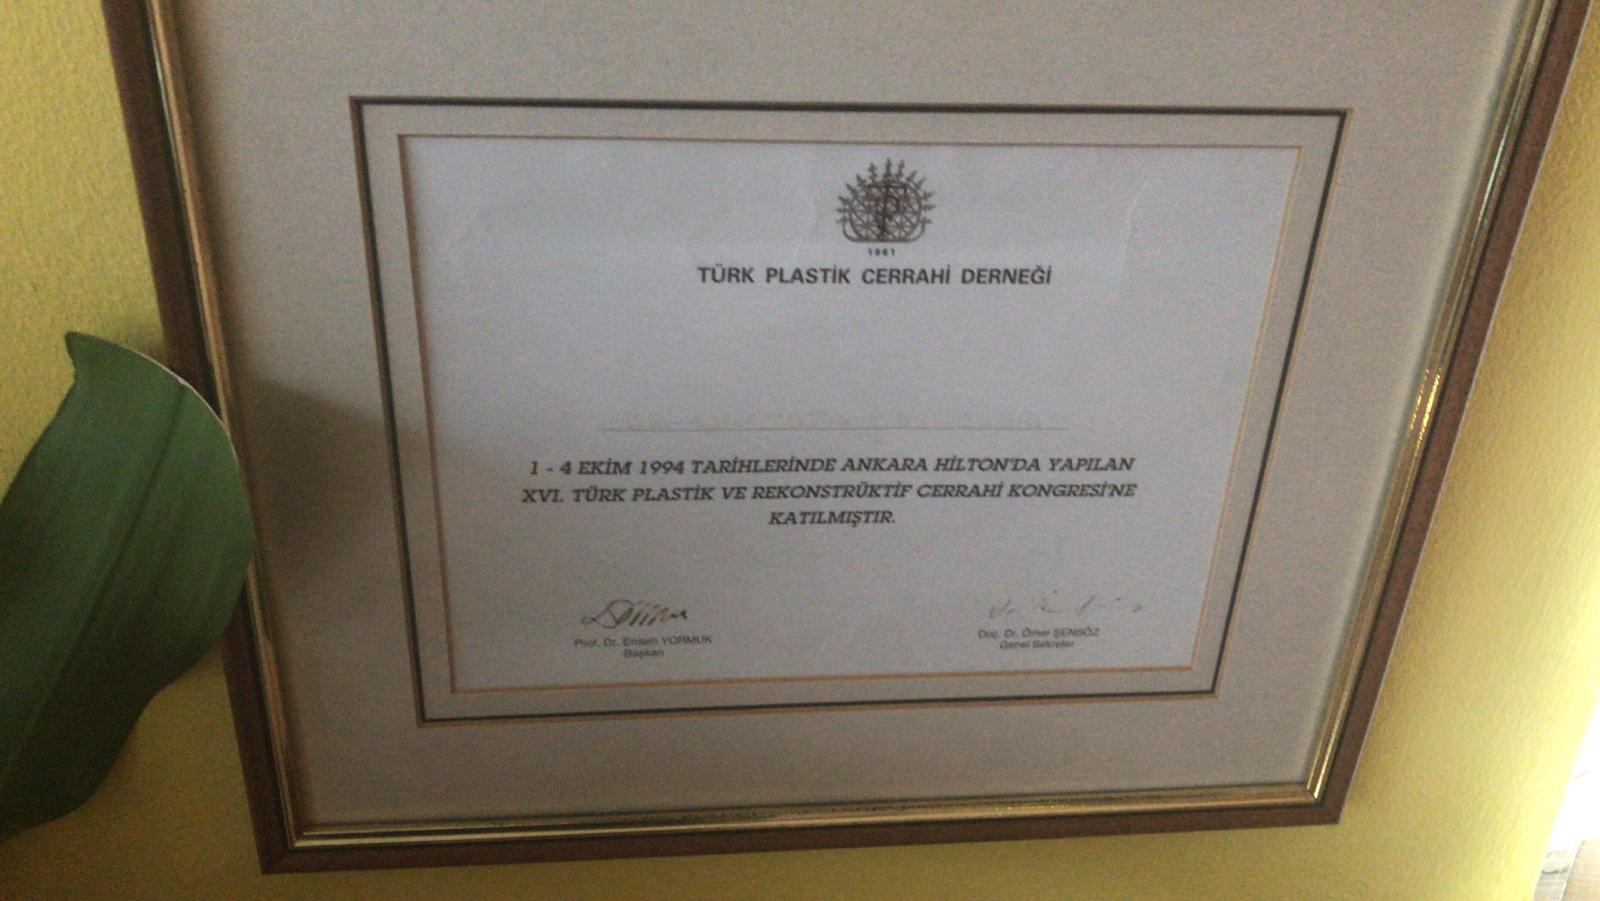 1961
TÜRK PLASTİK CERRAHİ DERNEĞİ
1 - 4 EKİM 1994 TARİHLERİNDE ANKARA HİLTON'DA YAPILAN
XVI. TÜRK PLASTİK VE REKONSTRÜKTİF CERRAHİ KONGRESİ'NE
KATILMIŞTIR.
Prof. Dr. Erdem YORMUK
Başkan
Doç. Dr. Ömer ŞENSÖZ
Genel Sekreter